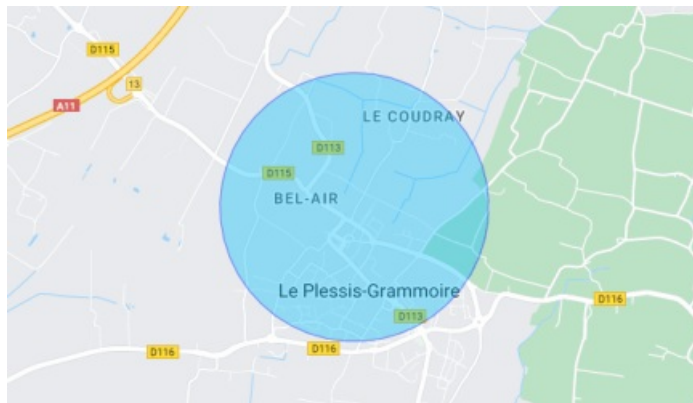 D115
13
A11
LE COUDRAY
D113
D115
BEL-AIR
Le Plessis-Grammoire
D116
D113
D116
D116